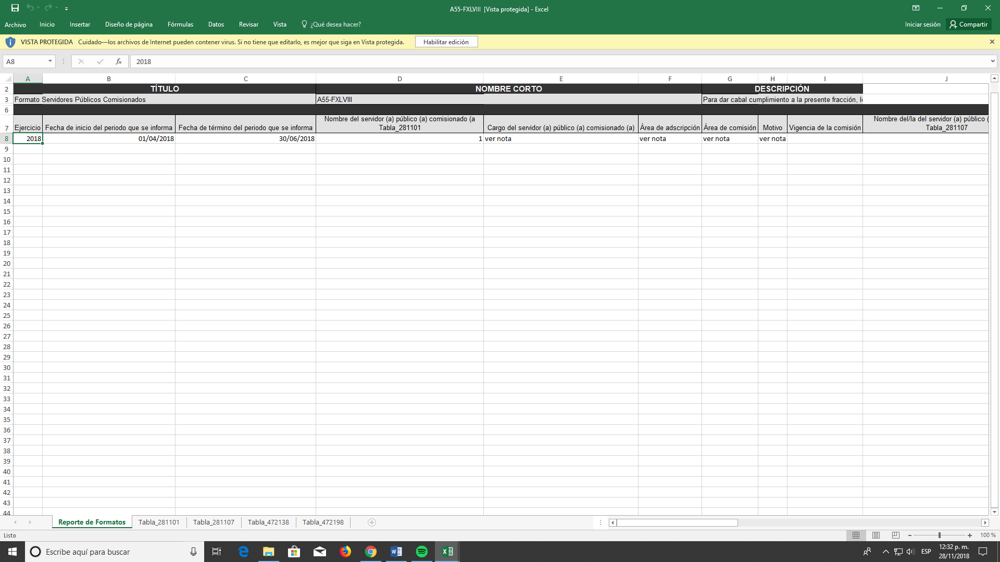 A55-FXLVIII  [Vista protegida] - Excel
Archivo Inicio Insertar Diseño de página Fórmulas Datos Revisar Vista ¿Qué desea hacer? Iniciar sesión Compartir
VISTA PROTEGIDA Cuidado—los archivos de Internet pueden contener virus. Si no tiene que editarlo, es mejor que siga en Vista protegida. Habilitar edición
A8 fx 2018
A B C D E F G H I J
2 TÍTULO NOMBRE CORTO DESCRIPCIÓN
3 Formato Servidores Públicos Comisionados A55-FXLVIII Para dar cabal cumplimiento a la presente fracción, l
6
Nombre del servidor (a) público (a) comisionado (a Nombre del/la del servidor (a) público (
7 Ejercicio Fecha de inicio del periodo que se informa Fecha de término del periodo que se informa Tabla_281101 Cargo del servidor (a) público (a) comisionado (a) Área de adscripción Área de comisión Motivo Vigencia de la comisión Tabla_281107
8 2018 01/04/2018 30/06/2018 1 ver nota ver nota ver nota ver nota
9
10
11
12
13
14
15
16
17
18
19
20
21
22
23
24
25
26
27
28
29
30
31
32
33
34
35
36
37
38
39
40
41
42
43
44
Reporte de Formatos Tabla_281101 Tabla_281107 Tabla_472138 Tabla_472198
Listo 100 %
Escribe aquí para buscar ESP 12:32 p. m.
28/11/2018